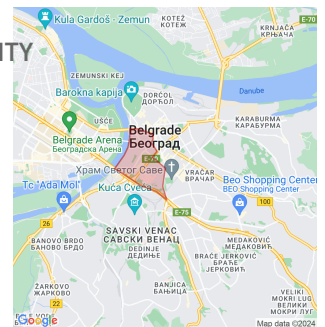 Kula Gardoš - Zemun
КОТЕЖ
KOTEŽ
KRNJAČA
КРЊАЧА
ITY
ZEMUNSKI KEJ
Barokna kapija
DORĆOL
ДОРЋОЛ
Danube
UŠĆE
УШЋЕ
KARABURMA
КАРАБУРМА
Belgrade Arena
Београдска Арена
Belgrade
Београд
E-75
Храм Светог Саве
VRAČAR
ВРАЧАР
Beo Shopping Center
BEO Shopping Center
Tc "Ada Mol"
Kuća Cveća
100
E-75
SAVSKI VENAC
САВСКИ ВЕНАЦ
BANOVO BRDO
БАНОВО БРДО
DEDINJE
ДЕДИЊЕ
MEDAKOVIĆ
МЕДАКОВИЋ
BRAĆE JERKOVIĆ
БРАЋЕ
ЈЕРКОВИЋ
ŽARKOVO
ЖАРКОВО
BANJICA
БАЊИЦА
VELIKI
MOKRI LUG
ВЕЛИКИ
МОКРИ ЛУГ
Google
Map data ©2024